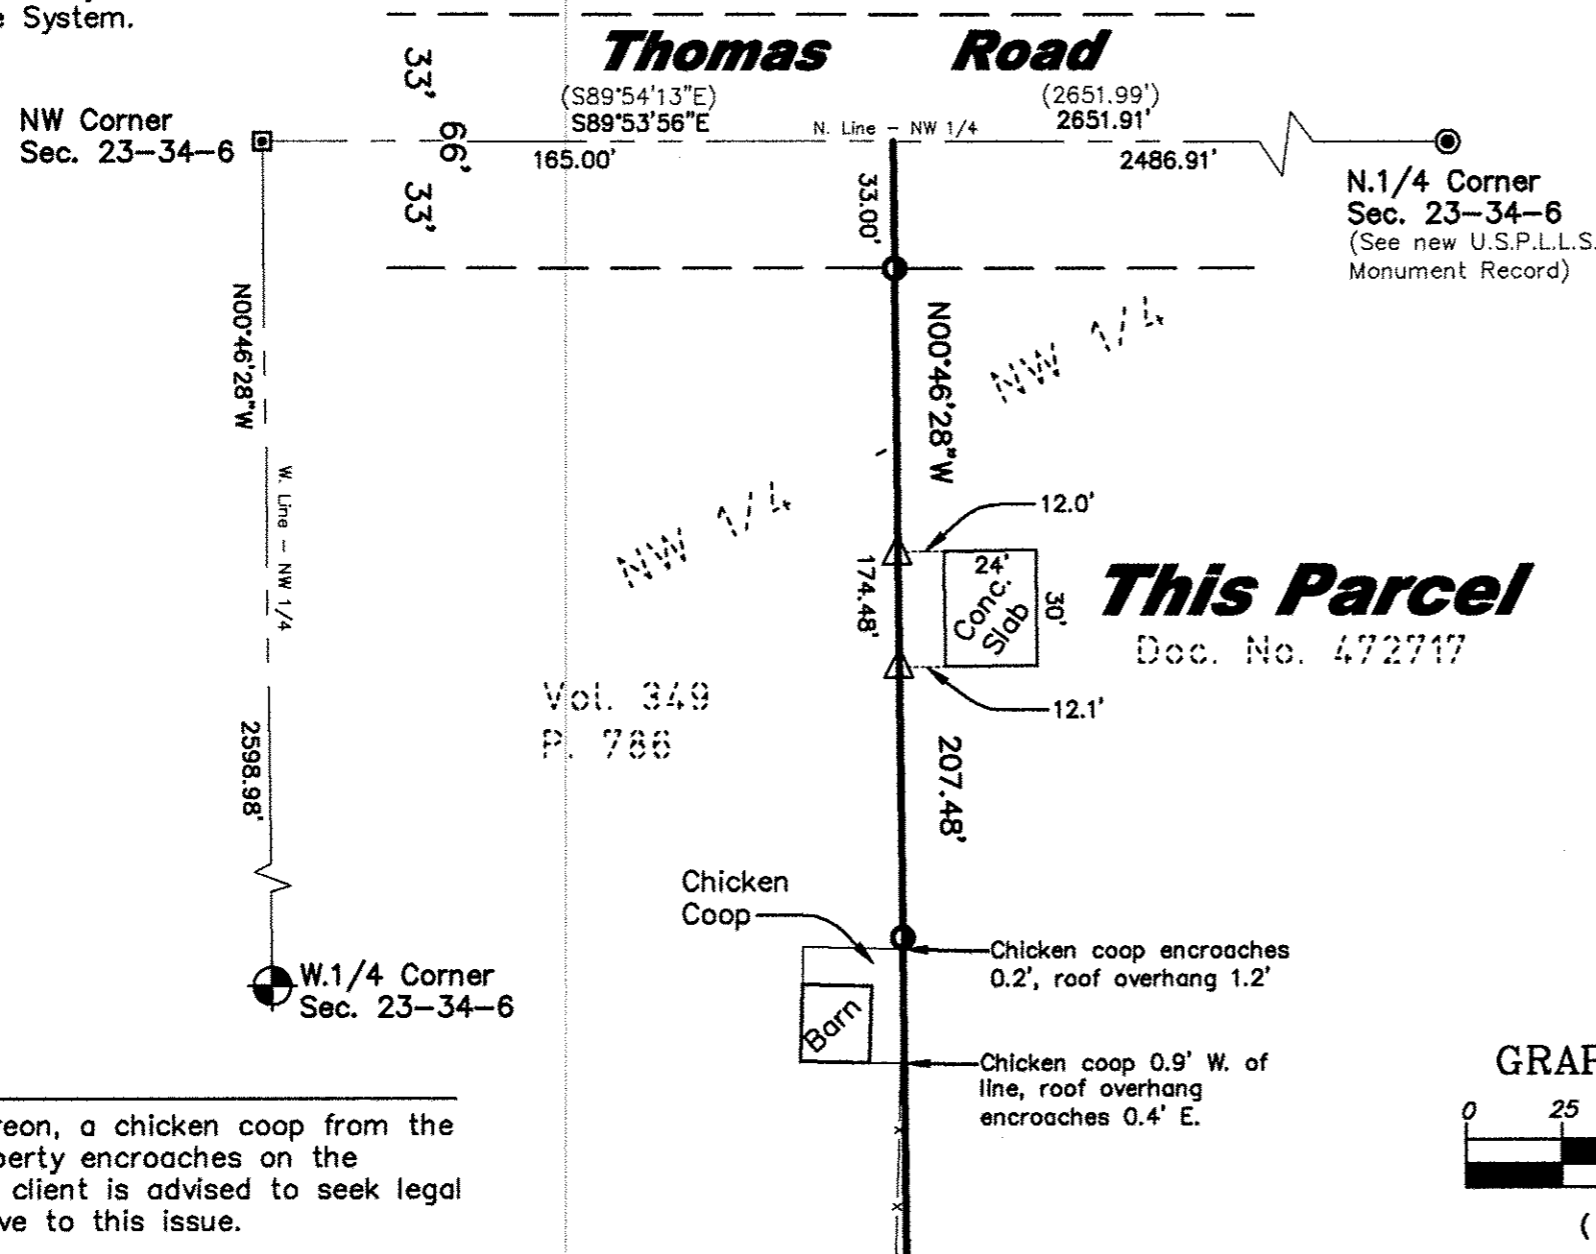 e System.
Thomas Road
33'
66'
33'
(S89°54'13"E)
S89°53'56"E
(2651.99')
2651.91'
N. Line - NW 1/4
165.00'
2486.91'
NW Corner
Sec. 23-34-6
N.1/4 Corner
Sec. 23-34-6
(See new U.S.P.L.L.S.
Monument Record)
33.00'
N00°46'28"W
N00°46'28"W
W. Line - NW 1/4
2598.98'
NW 1/4
NW 1/4
12.0'
24'
30'
Conc.
Slab
12.1'
174.48'
207.48'
This Parcel
Doc. No. 472717
Vol. 349
P. 786
Chicken
Coop
Barn
Chicken coop encroaches
0.2', roof overhang 1.2'
Chicken coop 0.9' W. of
line, roof overhang
encroaches 0.4' E.
W.1/4 Corner
Sec. 23-34-6
GRAP
0 25
(
reon, a chicken coop from the
perty encroaches on the
client is advised to seek legal
ve to this issue.